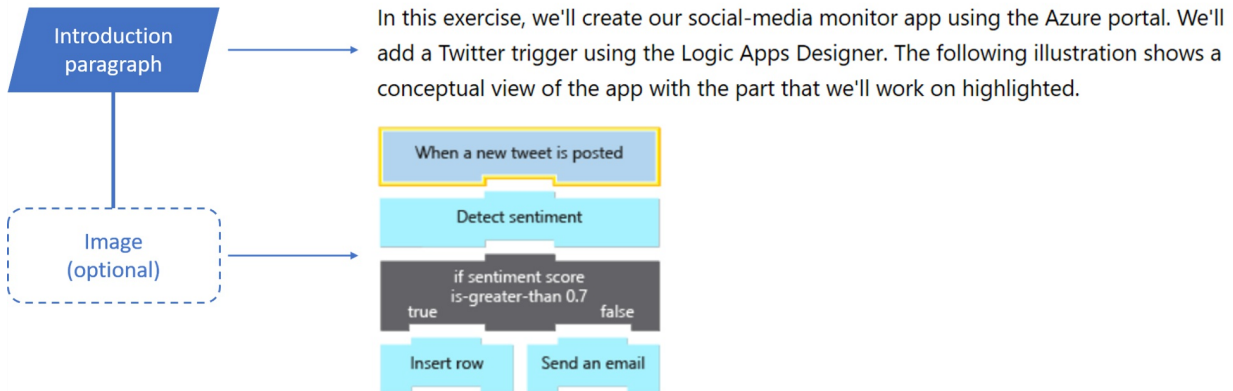 Introduction
paragraph
In this exercise, we'll create our social-media monitor app using the Azure portal. We'll
add a Twitter trigger using the Logic Apps Designer. The following illustration shows a
conceptual view of the app with the part that we'll work on highlighted.
Image
(optional)
When a new tweet is posted
Detect sentiment
if sentiment score
is-greater-than 0.7
true false
Insert row
Send an email